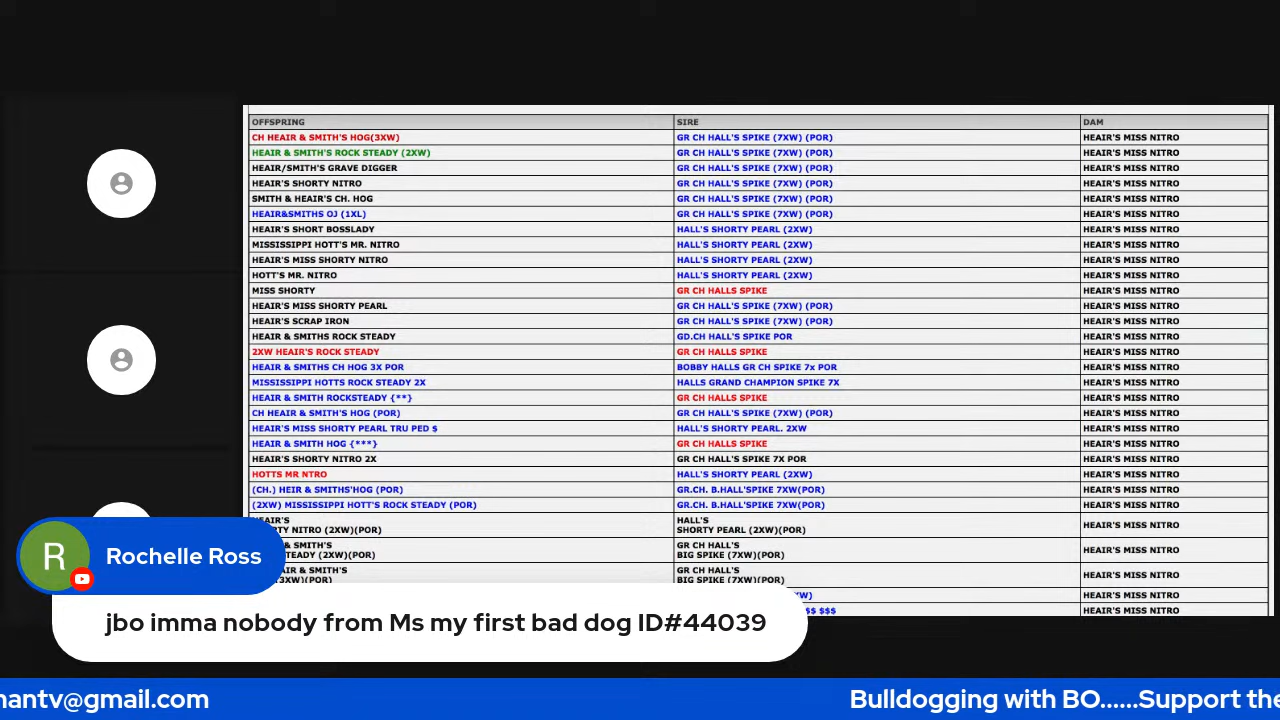 OFFSPRING SIRE DAM
CH HEAIR & SMITH'S HOG(3XW) GR CH HALL'S SPIKE (7XW) (POR) HEAIR'S MISS NITRO
HEAIR & SMITH'S ROCK STEADY (2XW) GR CH HALL'S SPIKE (7XW) (POR) HEAIR'S MISS NITRO
HEAIR/SMITH'S GRAVE DIGGER GR CH HALL'S SPIKE (7XW) (POR) HEAIR'S MISS NITRO
HEAIR'S SHORTY NITRO GR CH HALL'S SPIKE (7XW) (POR) HEAIR'S MISS NITRO
SMITH & HEAIR'S CH. HOG GR CH HALL'S SPIKE (7XW) (POR) HEAIR'S MISS NITRO
HEAIR&SMITHS OJ (1XL) GR CH HALL'S SPIKE (7XW) (POR) HEAIR'S MISS NITRO
HEAIR'S SHORT BOSSLADY HALL'S SHORTY PEARL (2XW) HEAIR'S MISS NITRO
MISSISSIPPI HOTT'S MR. NITRO HALL'S SHORTY PEARL (2XW) HEAIR'S MISS NITRO
HEAIR'S MISS SHORTY NITRO HALL'S SHORTY PEARL (2XW) HEAIR'S MISS NITRO
HOTT'S MR. NITRO HALL'S SHORTY PEARL (2XW) HEAIR'S MISS NITRO
MISS SHORTY GR CH HALLS SPIKE HEAIR'S MISS NITRO
HEAIR'S MISS SHORTY PEARL GR CH HALL'S SPIKE (7XW) (POR) HEAIR'S MISS NITRO
HEAIR'S SCRAP IRON GR CH HALL'S SPIKE (7XW) (POR) HEAIR'S MISS NITRO
HEAIR & SMITHS ROCK STEADY GD.CH HALL'S SPIKE POR HEAIR'S MISS NITRO
2XW HEAIR'S ROCK STEADY GR CH HALLS SPIKE HEAIR'S MISS NITRO
HEAIR & SMITHS CH HOG 3X POR BOBBY HALLS GR CH SPIKE 7x POR HEAIR'S MISS NITRO
MISSISSIPPI HOTTS ROCK STEADY 2X HALLS GRAND CHAMPION SPIKE 7X HEAIR'S MISS NITRO
HEAIR & SMITH ROCKSTEADY {**} GR CH HALLS SPIKE HEAIR'S MISS NITRO
CH HEAIR & SMITH'S HOG (POR) GR CH HALL'S SPIKE (7XW) (POR) HEAIR'S MISS NITRO
HEAIR'S MISS SHORTY PEARL TRU PED $ HALL'S SHORTY PEARL. 2XW HEAIR'S MISS NITRO
HEAIR & SMITH HOG {***} GR CH HALLS SPIKE HEAIR'S MISS NITRO
HEAIR'S SHORTY NITRO 2X GR CH HALL'S SPIKE 7X POR HEAIR'S MISS NITRO
HOTTS MR NTRO HALL'S SHORTY PEARL (2XW) HEAIR'S MISS NITRO
(CH.) HEIR & SMITHS'HOG (POR) GR.CH. B.HALL'SPIKE 7XW(POR) HEAIR'S MISS NITRO
(2XW) MISSISSIPPI HOTT'S ROCK STEADY (POR) GR.CH. B.HALL'SPIKE 7XW(POR) HEAIR'S MISS NITRO
HALL'S
NITRO (2XW)(POR) SHORTY PEARL (2XW)(POR) HEAIR'S MISS NITRO
& SMITH'S GR CH HALL'S
(2XW)(POR) BIG SPIKE (7XW)(POR) HEAIR'S MISS NITRO
& SMITH'S GR CH HALL'S
BIG SPIKE (7XW)(POR) HEAIR'S MISS NITRO
HEAIR'S MISS NITRO
$$$ HEAIR'S MISS NITRO
R
Rochelle Ross
jbo imma nobody from Ms my first bad dog ID#44039
mantv@gmail.com Bulldogging with BO......Support the